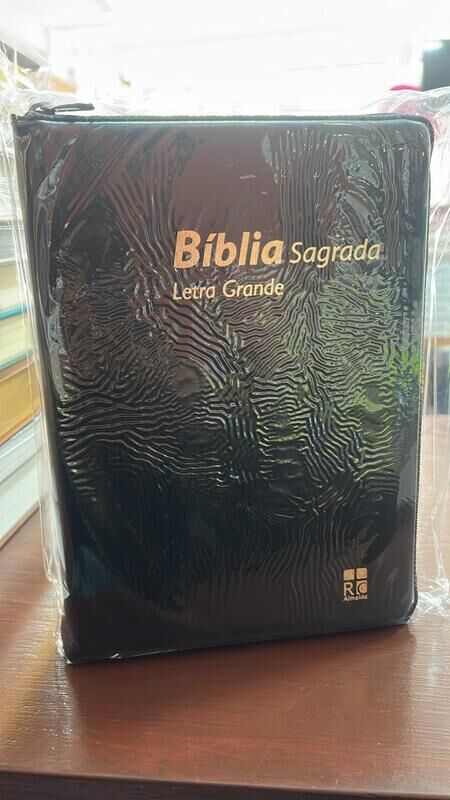 Bíblia Sagrada
Letra Grande
RC
Almeida